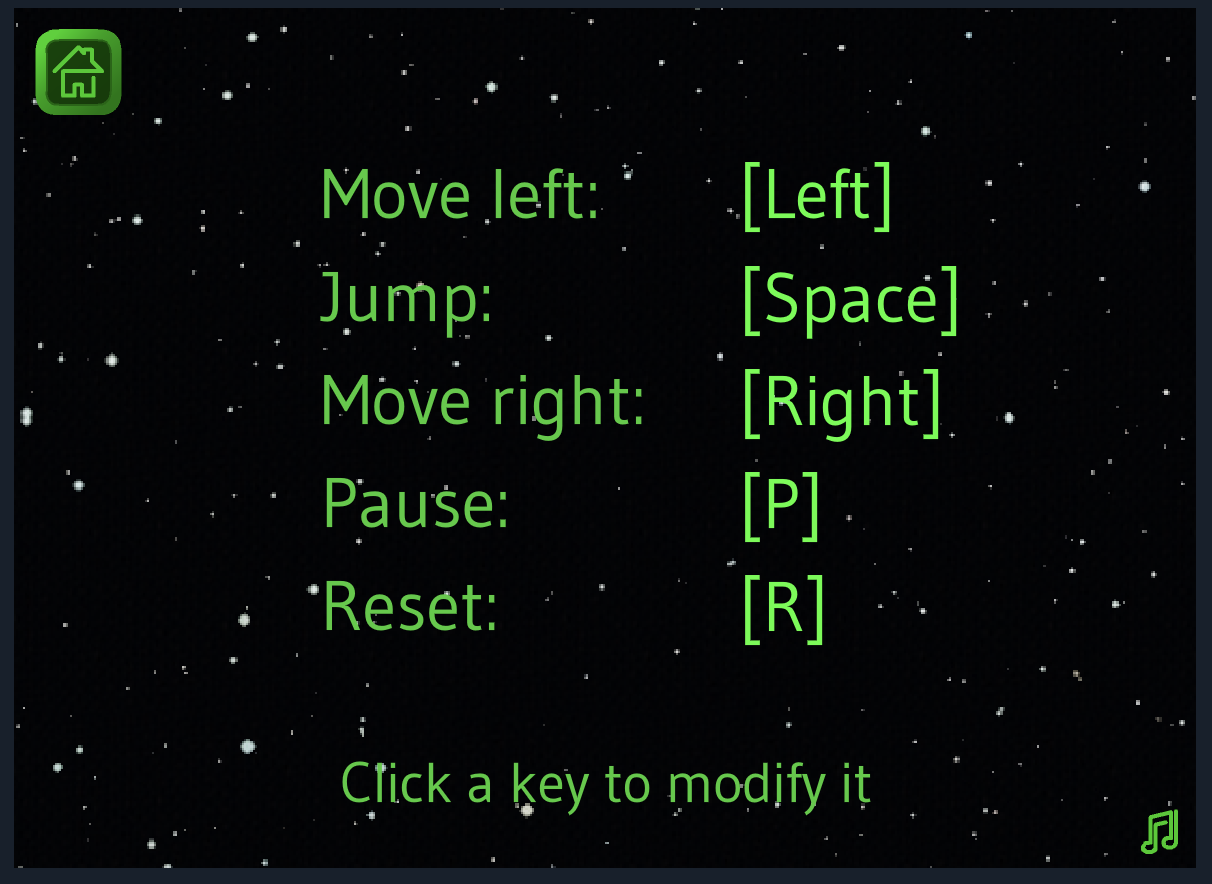 Move left: [Left]
Jump: [Space]
Move right: [Right]
Pause: [P]
Reset: [R]
Click a key to modify it